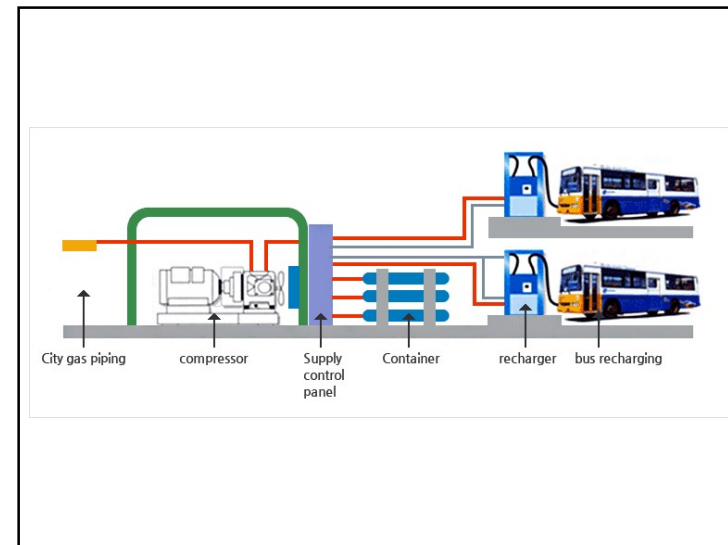 City gas piping
compressor
Supply
control
panel
Container
recharger
bus recharging